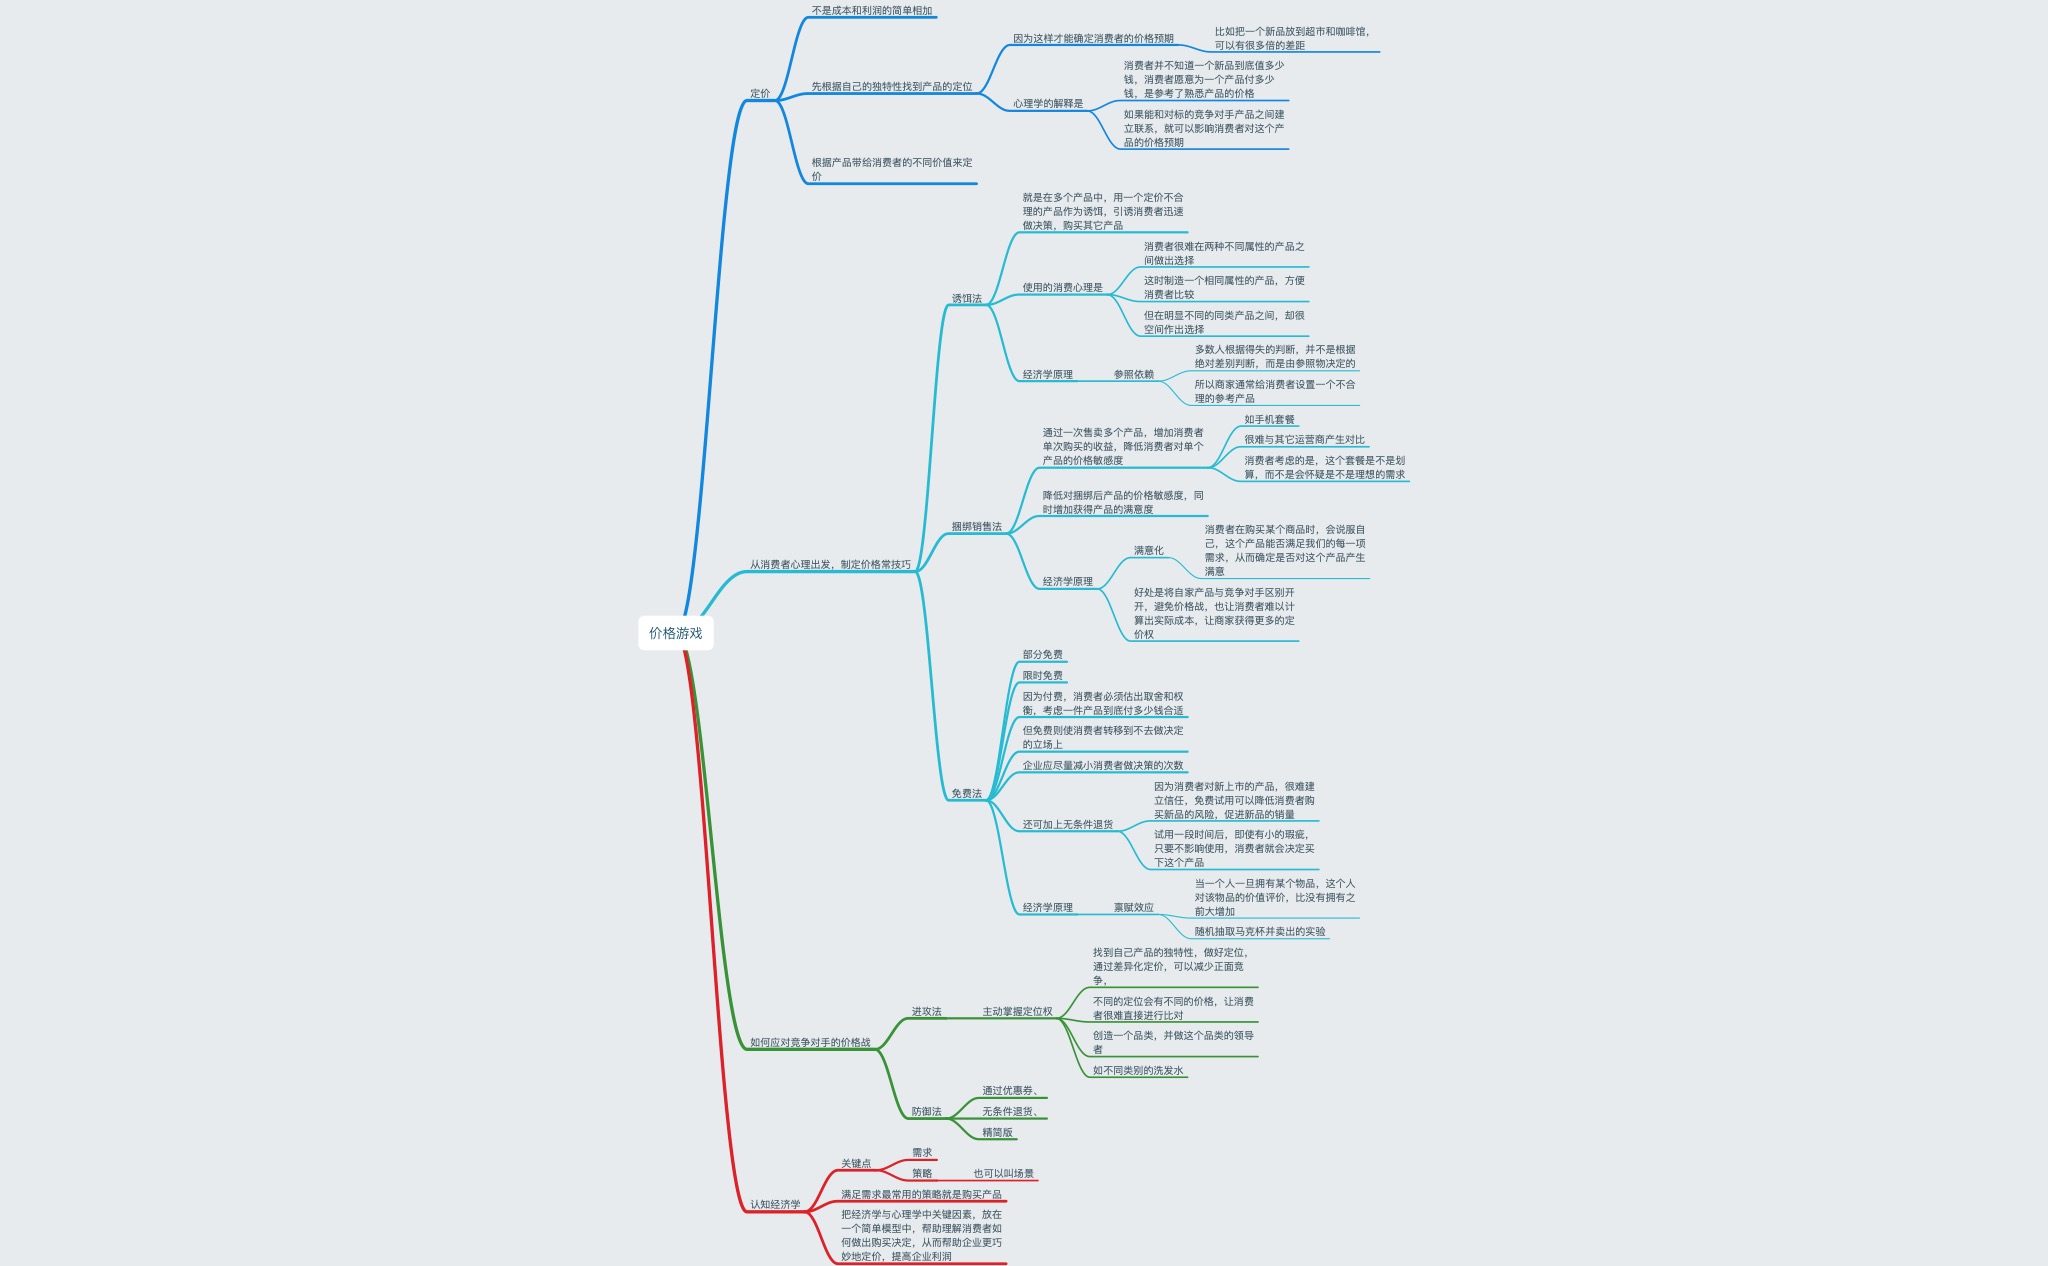 不是成本和利润的简单相加
因为这样才能确定消费者的价格预期
比如把一个新品放到超市和咖啡馆，
可以有很多倍的差距
先根据自己的独特性找到产品的定位
消费者并不知道一个新品到底值多少
钱，消费者愿意为一个产品付多少
钱，是参考了熟悉产品的价格
定价
心理学的解释是
如果能和对标的竞争对手产品之间建
立联系，就可以影响消费者对这个产
品的价格预期
根据产品带给消费者的不同价值来定
价
就是在多个产品中，用一个定价不合
理的产品作为诱饵，引诱消费者迅速
做决策，购买其它产品
消费者很难在两种不同属性的产品之
间做出选择
使用的消费心理是
这时制造一个相同属性的产品，方便
消费者比较
诱饵法
但在明显不同的同类产品之间，却很
空间作出选择
经济学原理
参照依赖
多数人根据得失的判断，并不是根据
绝对差别判断，而是由参照物决定的
所以商家通常给消费者设置一个不合
理的参考产品
通过一次售卖多个产品，增加消费者
单次购买的收益，降低消费者对单个
产品的价格敏感度
如手机套餐
很难与其它运营商产生对比
消费者考虑的是，这个套餐是不是划
算，而不是会怀疑是不是理想的需求
降低对捆绑后产品的价格敏感度，同
时增加获得产品的满意度
捆绑销售法
满意化
消费者在购买某个商品时，会说服自
己，这个产品能否满足我们的每一项
需求，从而确定是否对这个产品产生
满意
从消费者心理出发，制定价格常技巧
经济学原理
好处是将自家产品与竞争对手区别开
开，避免价格战，也让消费者难以计
算出实际成本，让商家获得更多的定
价权
价格游戏
部分免费
限时免费
因为付费，消费者必须估出取舍和权
衡，考虑一件产品到底付多少钱合适
但免费则使消费者转移到不去做决定
的立场上
企业应尽量减小消费者做决策的次数
免费法
还可加上无条件退货
因为消费者对新上市的产品，很难建
立信任，免费试用可以降低消费者购
买新品的风险，促进新品的销量
试用一段时间后，即使有小的瑕疵，
只要不影响使用，消费者就会决定买
下这个产品
经济学原理
禀赋效应
当一个人一旦拥有某个物品，这个人
对该物品的价值评价，比没有拥有之
前大增加
随机抽取马克杯并卖出的实验
找到自己产品的独特性，做好定位，
通过差异化定价，可以减少正面竞
争，
进攻法
主动掌握定位权
不同的定位会有不同的价格，让消费
者很难直接进行比对
创造一个品类，并做这个品类的领导
者
如不同类别的洗发水
如何应对竞争对手的价格战
通过优惠券、
防御法
无条件退货、
精简版
需求
关键点
策略
也可以叫场景
认知经济学
满足需求最常用的策略就是购买产品
把经济学与心理学中关键因素，放在
一个简单模型中，帮助理解消费者如
何做出购买决定，从而帮助企业更巧
妙地定价，提高企业利润